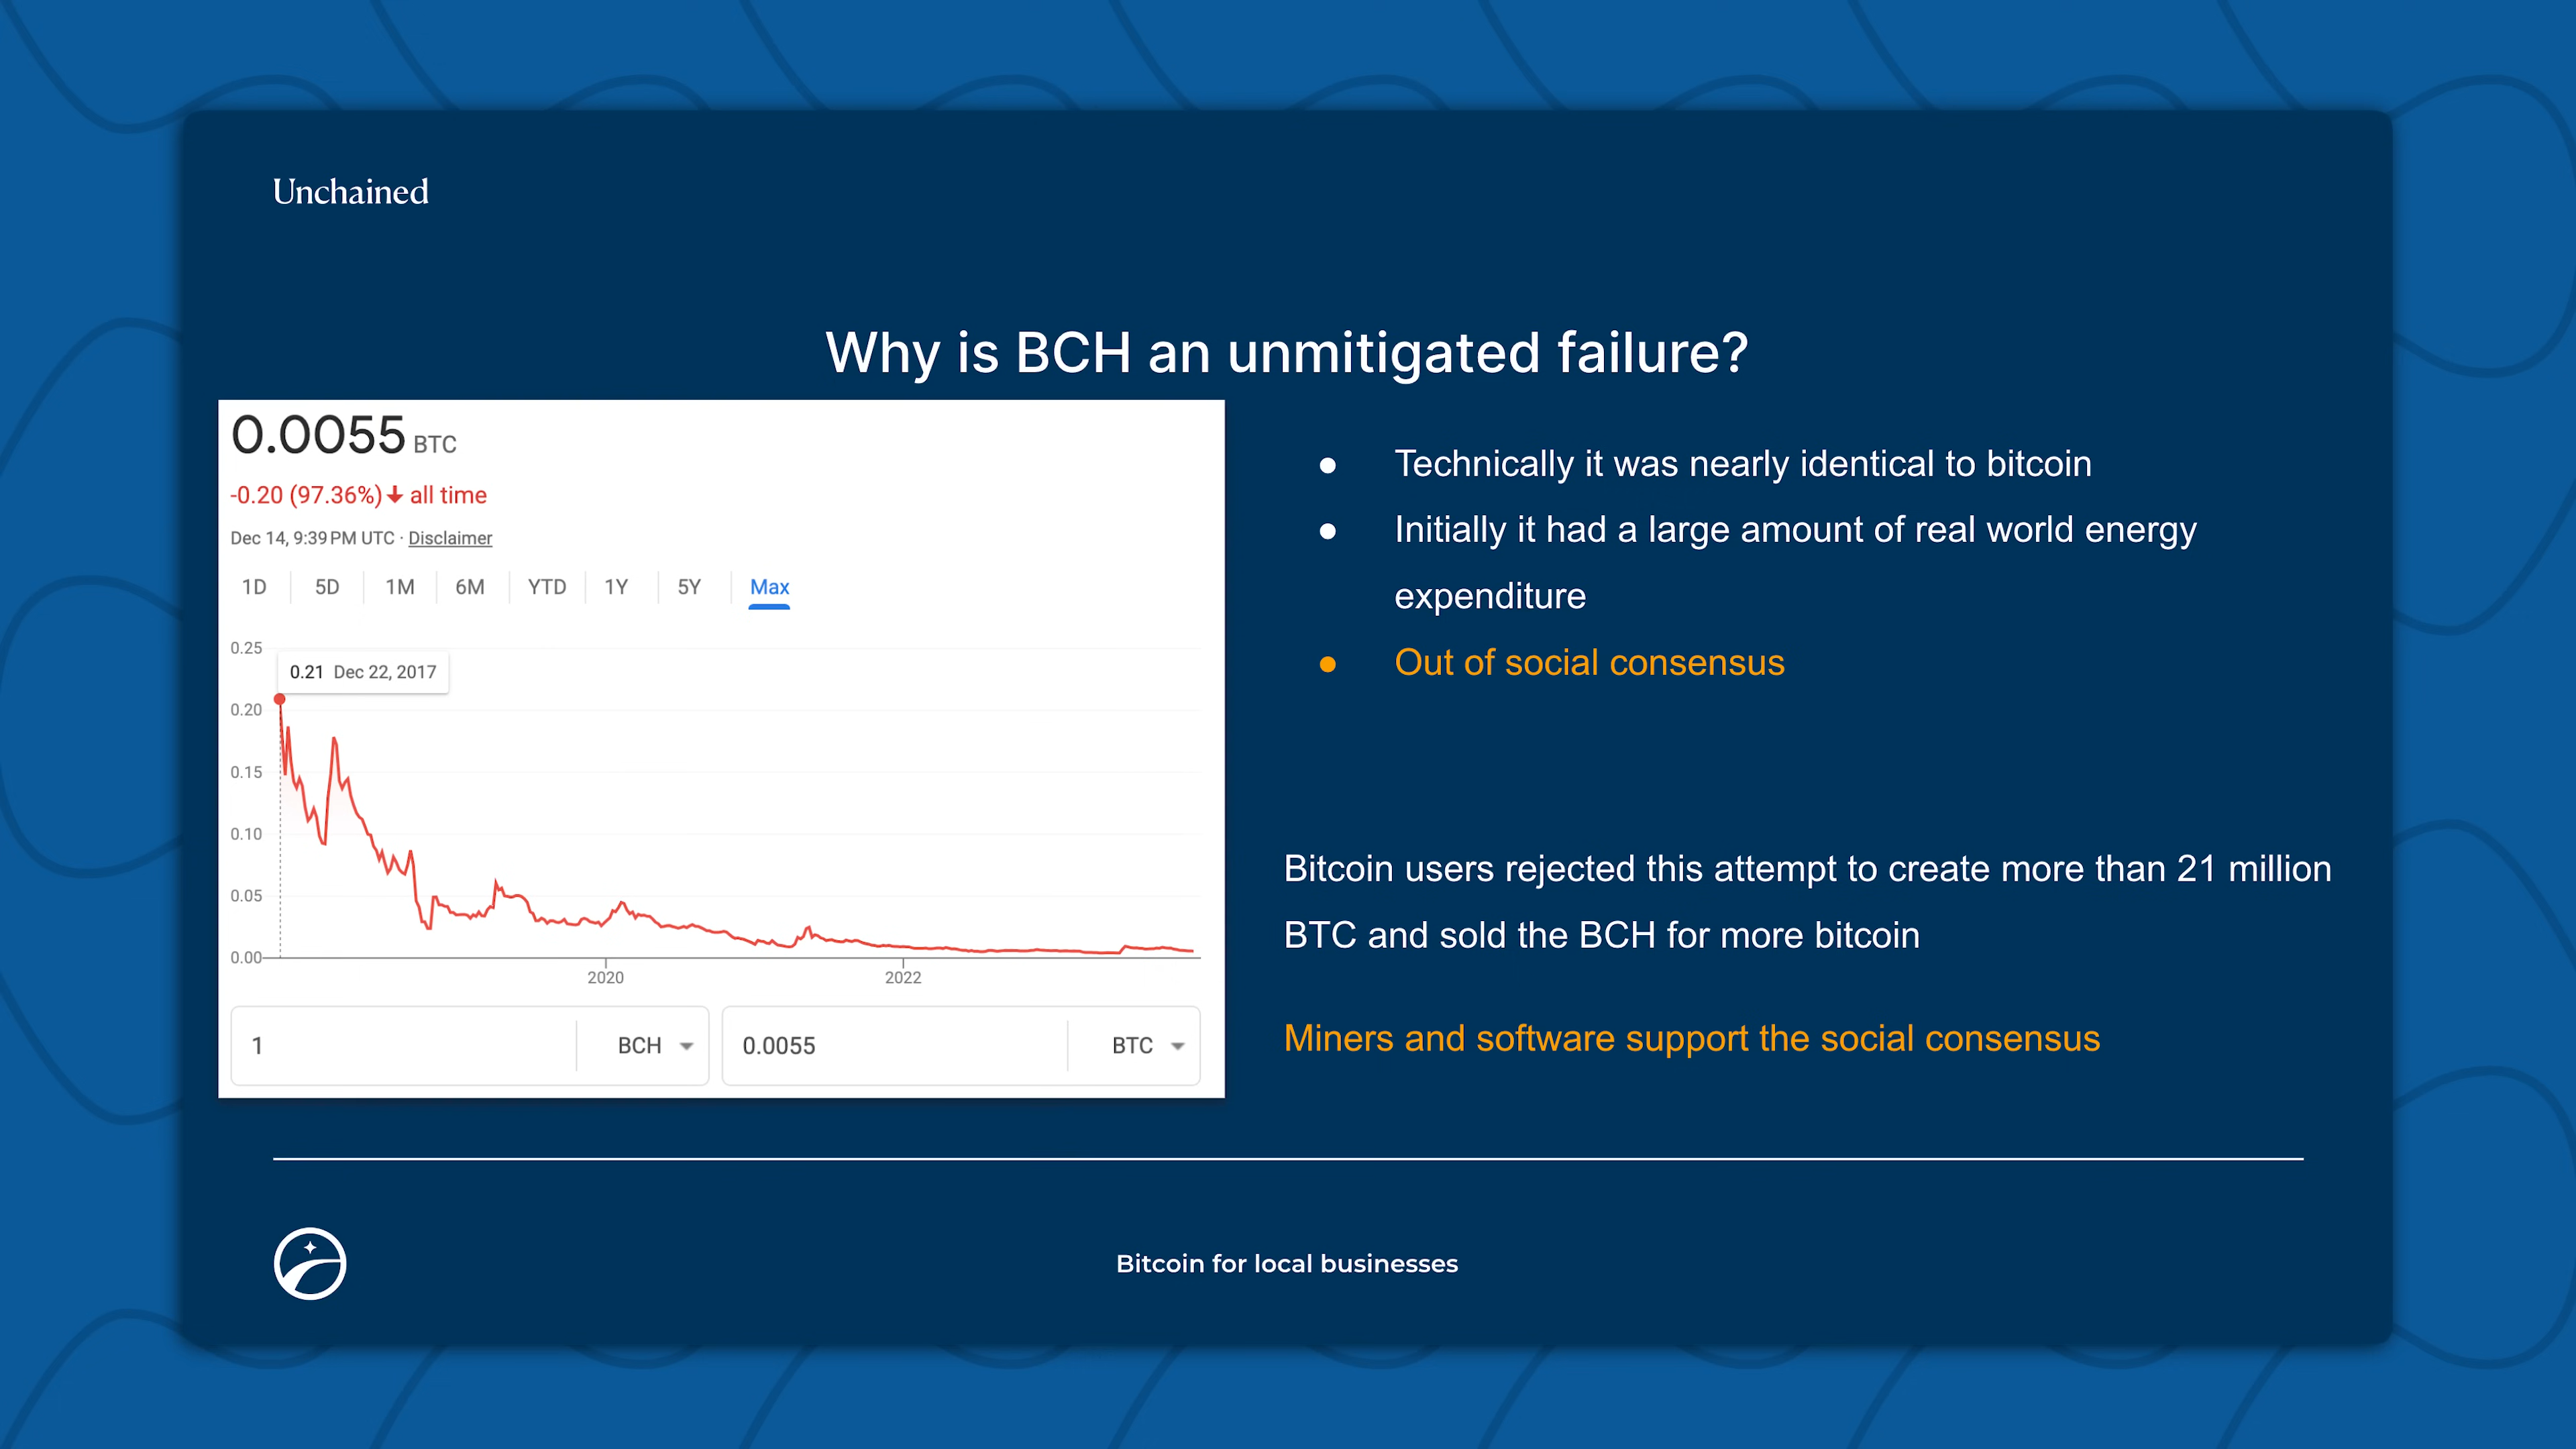 Unchained
Why is BCH an unmitigated failure?
0.0055 BTC
-0.20 (97.36%) all time
Dec 14, 9:39 PM UTC · Disclaimer
1D 5D 1M 6M YTD 1Y 5Y Max
0.25
0.21 Dec 22, 2017
0.20
0.15
0.10
0.05
0.00
2020 2022
1 BCH 0.0055 BTC
● Technically it was nearly identical to bitcoin
● Initially it had a large amount of real world energy
expenditure
● Out of social consensus
Bitcoin users rejected this attempt to create more than 21 million
BTC and sold the BCH for more bitcoin
Miners and software support the social consensus
Bitcoin for local businesses